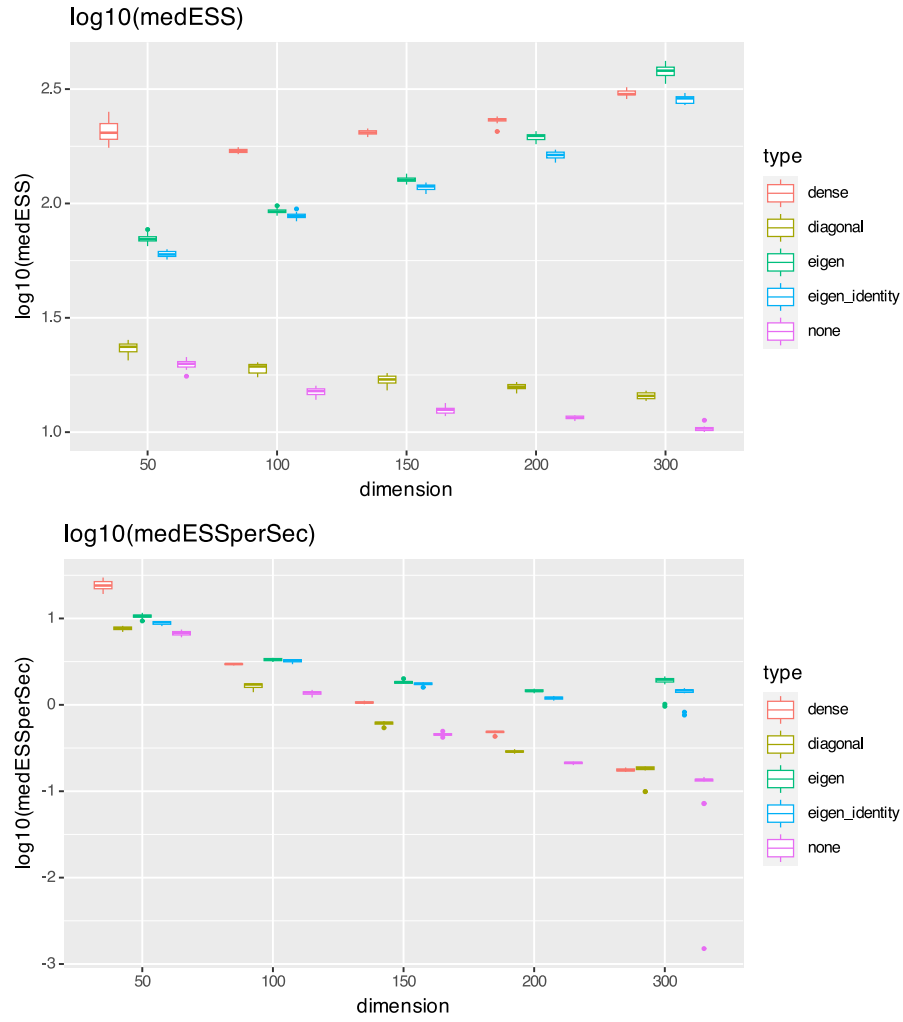 log10(medESS)
log10(medESS)
2.5
2.0
1.5
1.0
50 100 150 200 300
dimension
type
dense
diagonal
eigen
eigen_identity
none
log10(medESSperSec)
log10(medESSperSec)
1
0
-1
-2
-3
50 100 150 200 300
dimension
type
dense
diagonal
eigen
eigen_identity
none